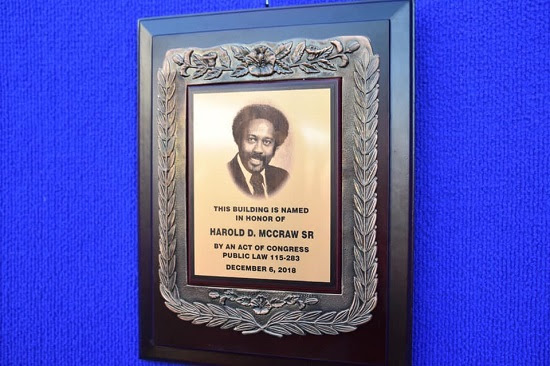 THIS BUILDING IS NAMED
IN HONOR OF
HAROLD D. MCCRAW SR
BY AN ACT OF CONGRESS
PUBLIC LAW 115-283
DECEMBER 6, 2018